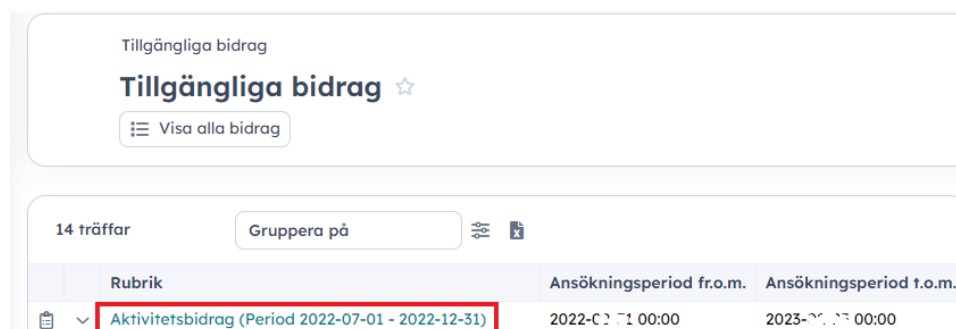 Tillgängliga bidrag
Tillgängliga bidrag
Visa alla bidrag
14 träffar Gruppera på
Rubrik Ansökningsperiod fr.o.m. Ansökningsperiod t.o.m.
Aktivitetsbidrag (Period 2022-07-01 - 2022-12-31) 00:00 00:00